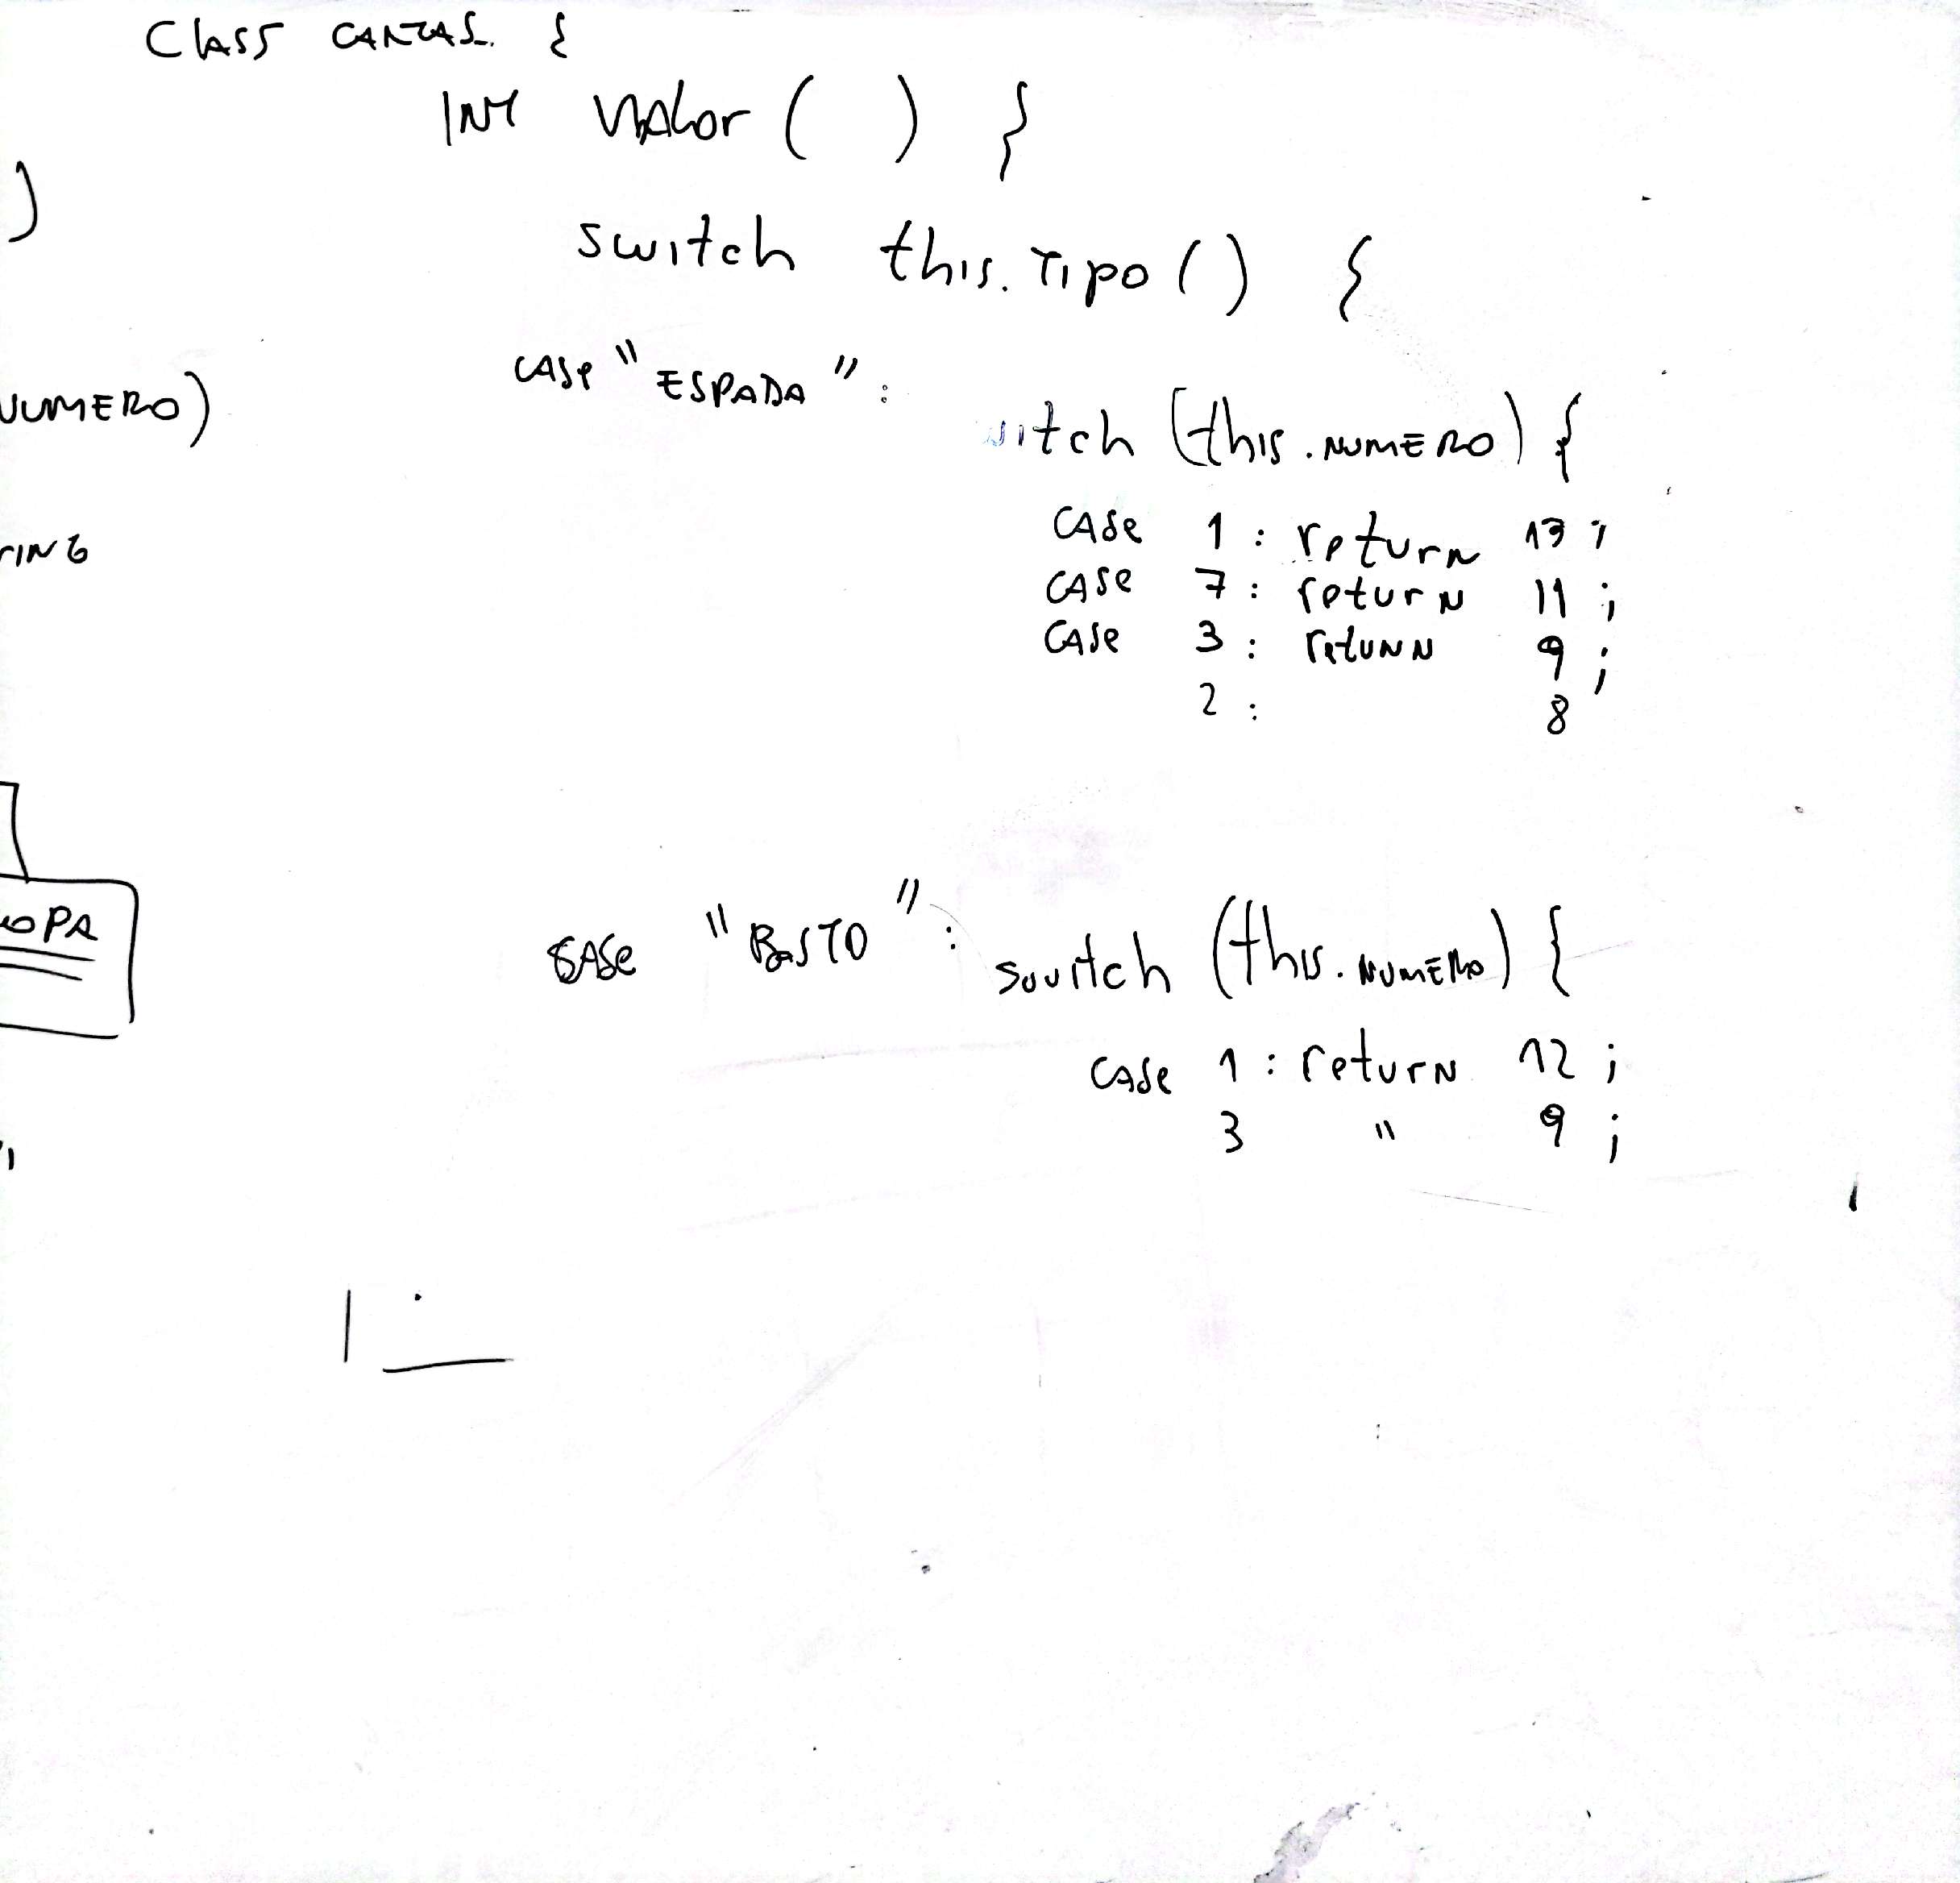 Class CARTAS {
INT VALor ( ) }
switch this.Tipo() {
CASe "ESPADA" :
itch (this.NUMERO) {
NUMERO)
CASe 1 : return 13 ;
RING
CASe 7 : return 11 ;
CASe 3 : return 9 ;
2 : 8
OPA
CASe "BASTO" : switch (this.NUMERO) {
CASe 1 : return 12 ;
3 " 9 ;